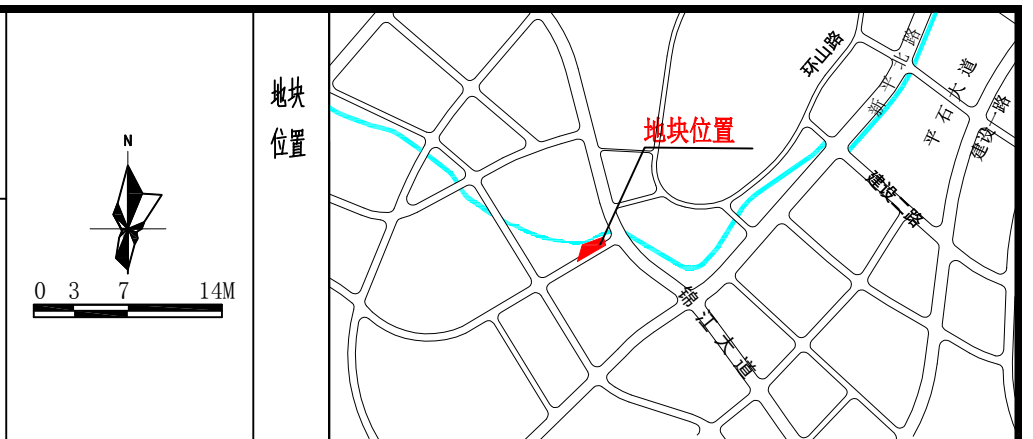 N
0 3 7 14M
地块
位置
地块位置
环山路
新平北路
平石大道
建设一路
建设二路
锦江大道